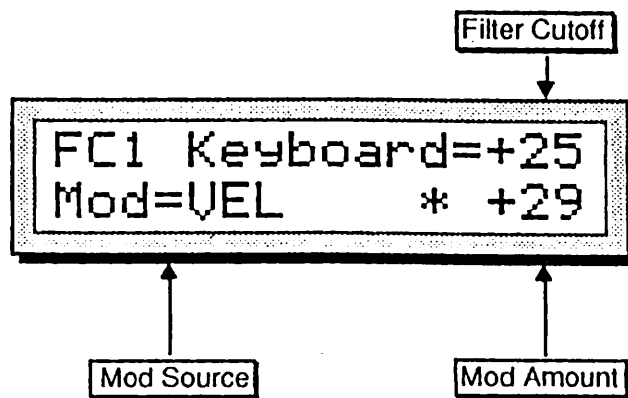 Filter Cutoff
FC1 Keyboard=+25
Mod=VEL * +29
Mod Source
Mod Amount